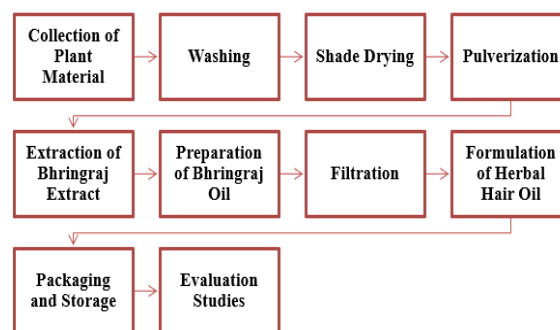 Collection of
Plant
Material
Washing
Shade Drying
Pulverization
Extraction of
Bhringraj
Extract
Preparation
of Bhringraj
Oil
Filtration
Formulation
of Herbal
Hair Oil
Packaging
and Storage
Evaluation
Studies